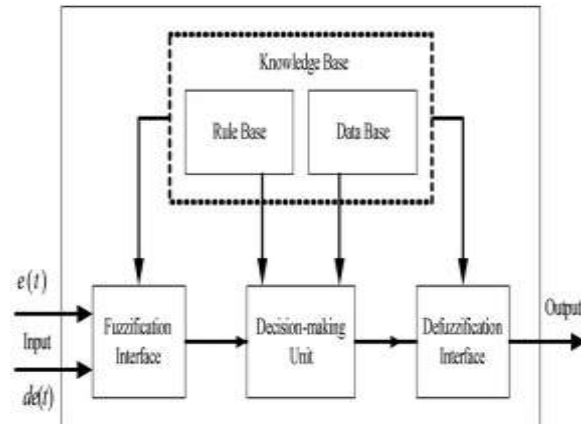 Knowledge Base
Rule Base
Data Base
e(t)
Input
de(t)
Fuzzification
Interface
Decision-making
Unit
Defuzzification
Interface
Output